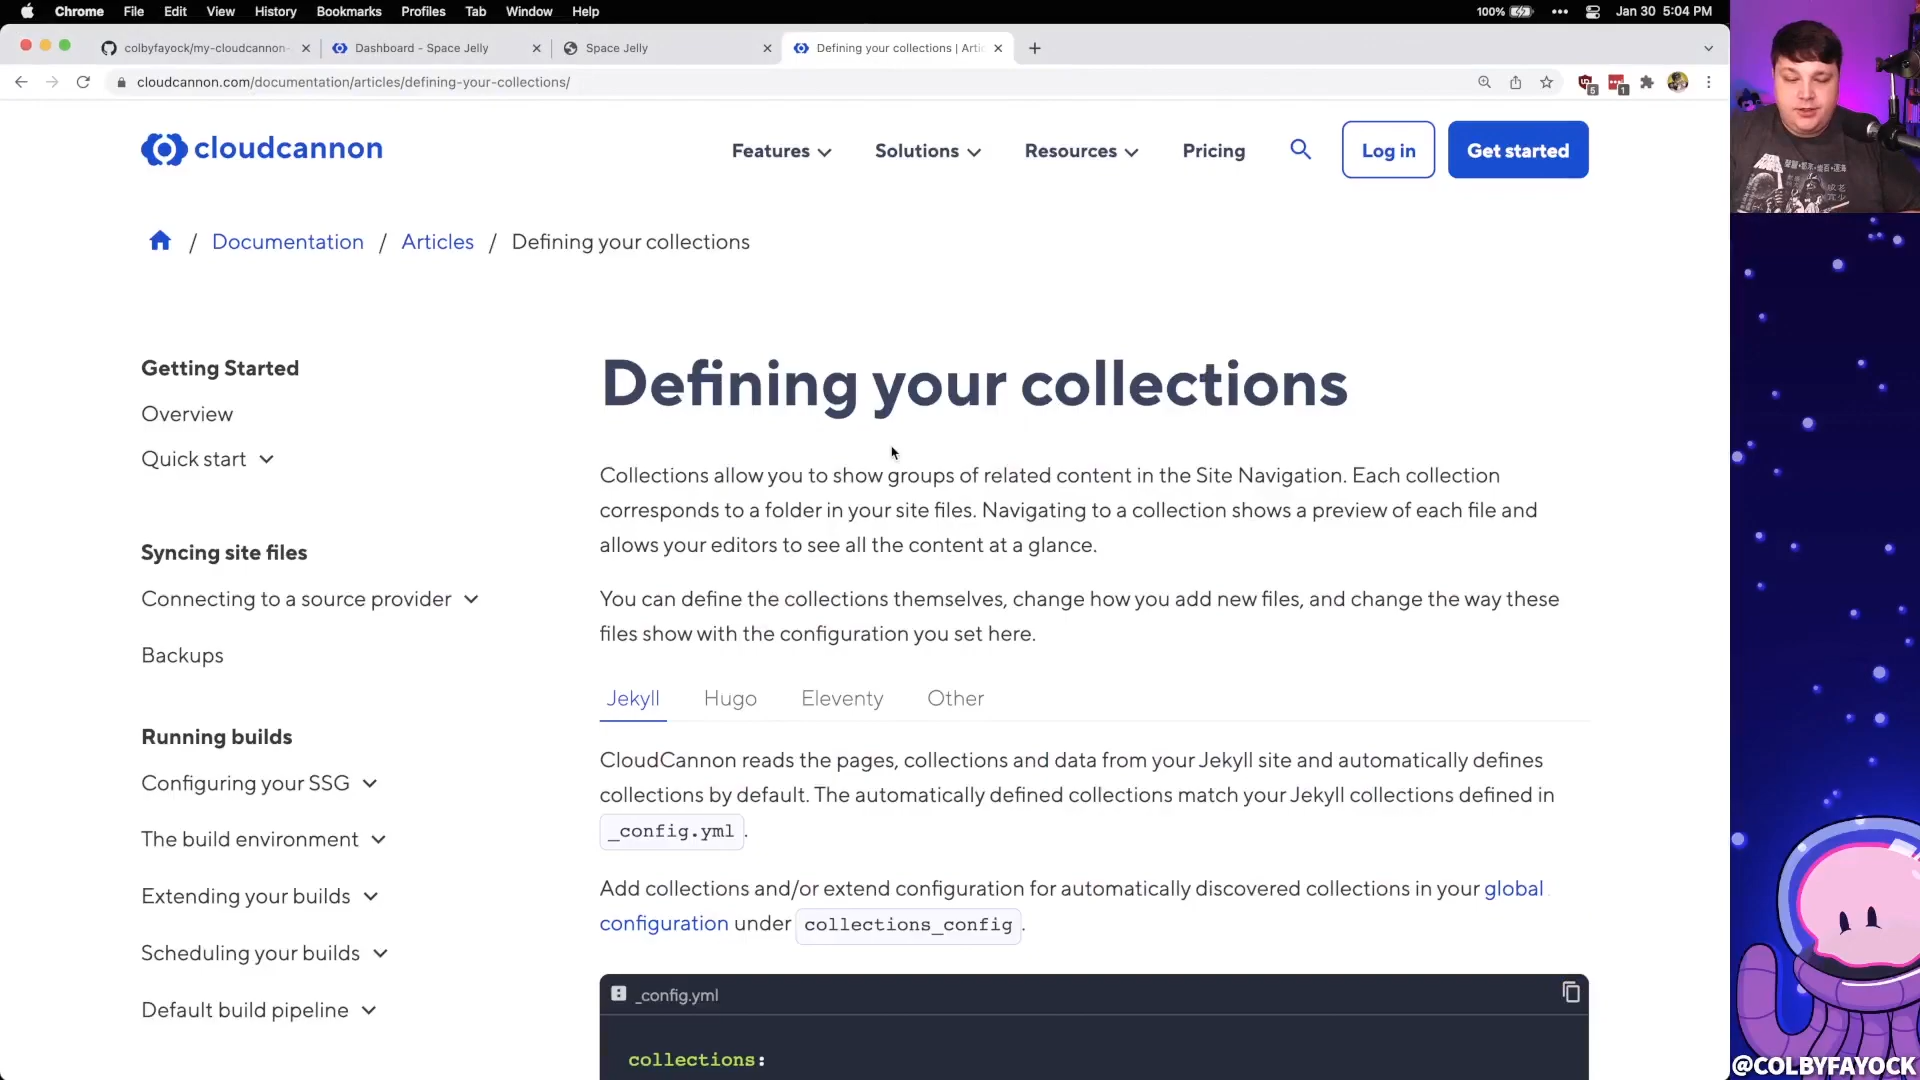 Chrome File Edit View History Bookmarks Profiles Tab Window Help 100% Jan 30 5:04 PM
colbyfayock/my-cloudcannon- Dashboard - Space Jelly Space Jelly Defining your collections | Arti
cloudcannon.com/documentation/articles/defining-your-collections/ 5 1
cloudcannon Features Solutions Resources Pricing Log in Get started
/ Documentation / Articles / Defining your collections
Getting Started
Overview
Quick start
Syncing site files
Connecting to a source provider
Backups
Running builds
Configuring your SSG
The build environment
Extending your builds
Scheduling your builds
Default build pipeline
Defining your collections
Collections allow you to show groups of related content in the Site Navigation. Each collection
corresponds to a folder in your site files. Navigating to a collection shows a preview of each file and
allows your editors to see all the content at a glance.
You can define the collections themselves, change how you add new files, and change the way these
files show with the configuration you set here.
Jekyll Hugo Eleventy Other
CloudCannon reads the pages, collections and data from your Jekyll site and automatically defines
collections by default. The automatically defined collections match your Jekyll collections defined in
_config.yml.
Add collections and/or extend configuration for automatically discovered collections in your global
configuration under collections_config.
_config.yml
collections:
@COLBYFAYOCK